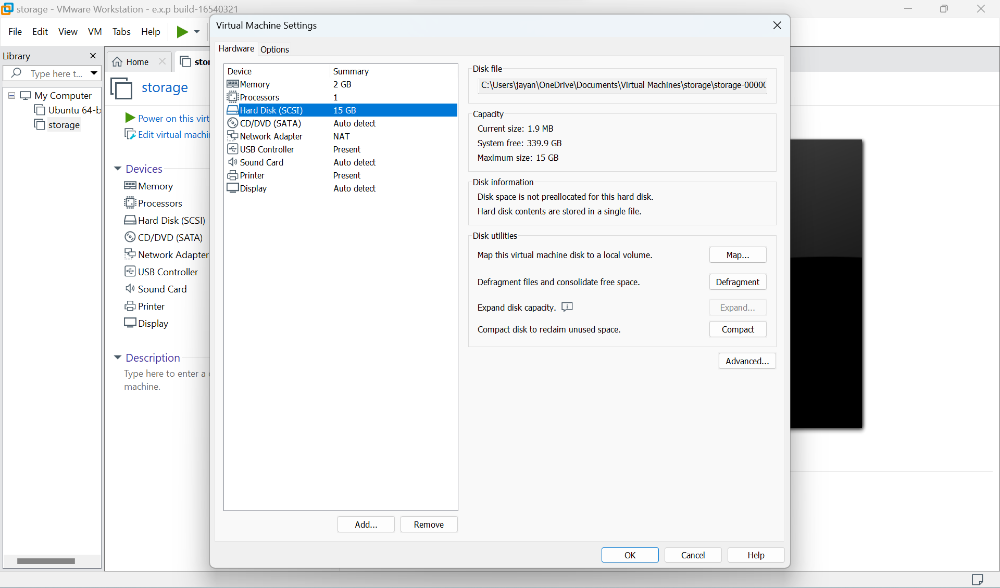 storage - VMware Workstation - e.x.p build-16540321
File Edit View VM Tabs Help
Library
Type here t...
My Computer
Ubuntu 64-b
storage
Home
stor
storage
Power on this virt
Edit virtual machi
Devices
Memory
Processors
Hard Disk (SCSI)
CD/DVD (SATA)
Network Adapter
USB Controller
Sound Card
Printer
Display
Description
Type here to enter a
machine.
Virtual Machine Settings
Hardware Options
Device Summary
Memory 2 GB
Processors 1
Hard Disk (SCSI) 15 GB
CD/DVD (SATA) Auto detect
Network Adapter NAT
USB Controller Present
Sound Card Auto detect
Printer Present
Display Auto detect
Add... Remove
Disk file
C:\Users\jayan\OneDrive\Documents\Virtual Machines\storage\storage-00000
Capacity
Current size: 1.9 MB
System free: 339.9 GB
Maximum size: 15 GB
Disk information
Disk space is not preallocated for this hard disk.
Hard disk contents are stored in a single file.
Disk utilities
Map this virtual machine disk to a local volume. Map...
Defragment files and consolidate free space. Defragment
Expand disk capacity. Expand...
Compact disk to reclaim unused space. Compact
Advanced...
OK Cancel Help